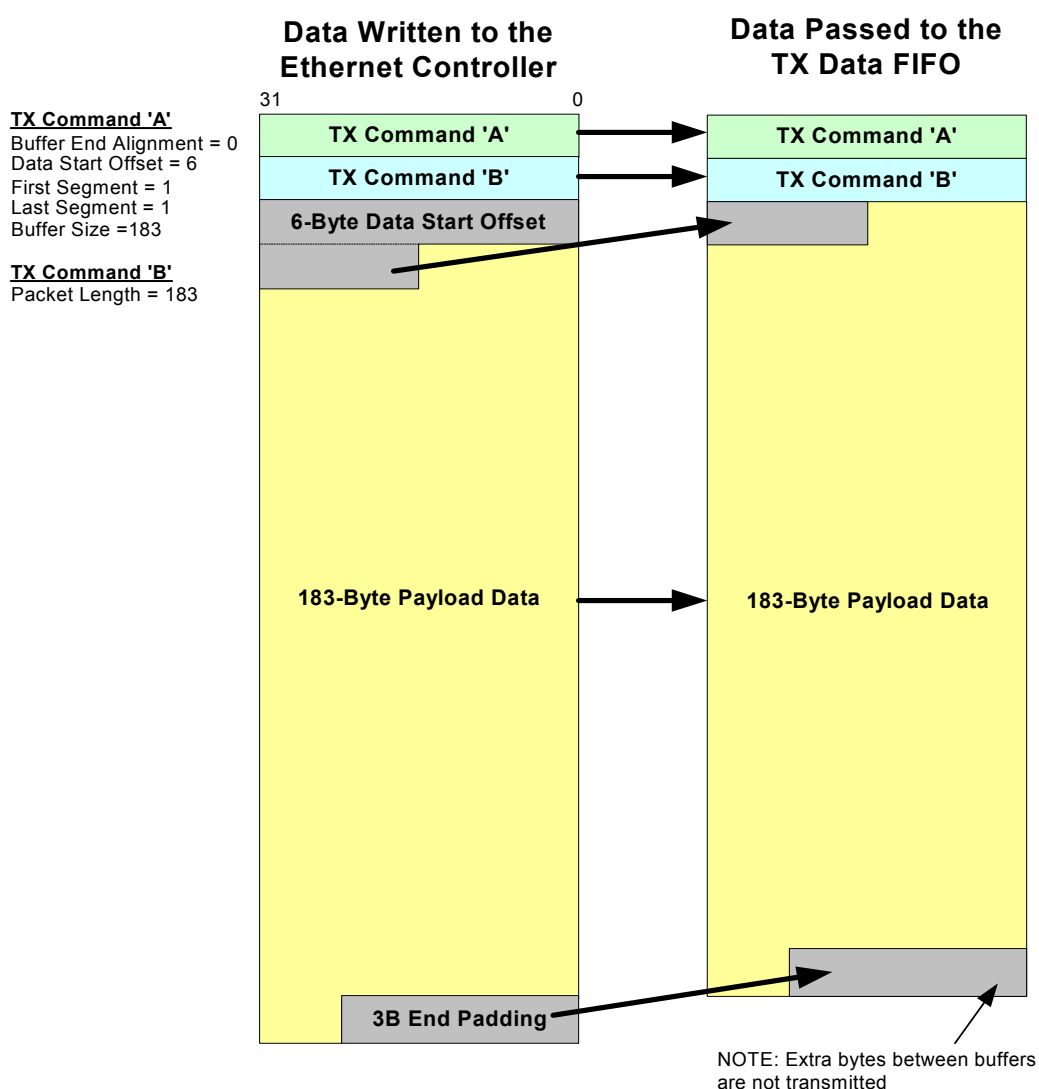 Data Written to the
Ethernet Controller
Data Passed to the
TX Data FIFO
31
0
TX Command 'A'
Buffer End Alignment = 0
Data Start Offset = 6
First Segment = 1
Last Segment = 1
Buffer Size =183
TX Command 'B'
Packet Length = 183
TX Command 'A'
TX Command 'B'
6-Byte Data Start Offset
183-Byte Payload Data
3B End Padding
TX Command 'A'
TX Command 'B'
183-Byte Payload Data
NOTE: Extra bytes between buffers
are not transmitted